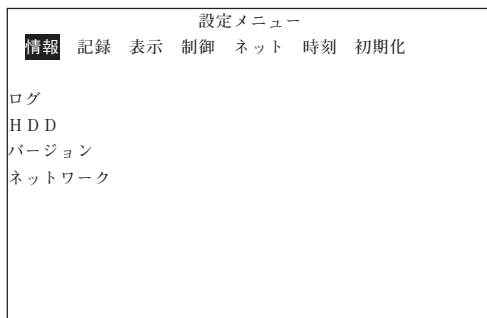 設定メニュー
情報 記録 表示 制御 ネット 時刻 初期化
ログ
ＨＤＤ
バージョン
ネットワーク